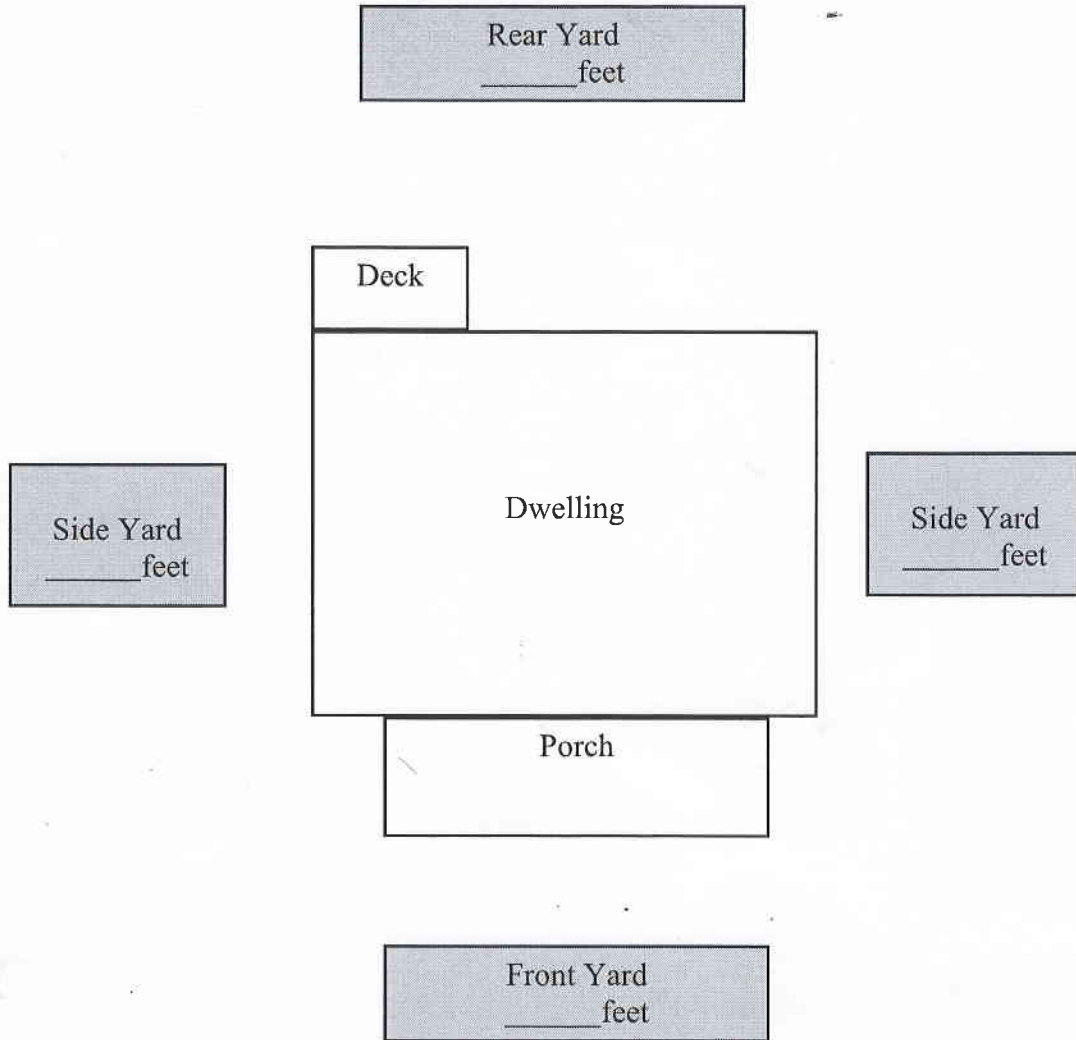 Rear Yard
______feet
Deck
Dwelling
Side Yard
______feet
Side Yard
______feet
Porch
Front Yard
______feet